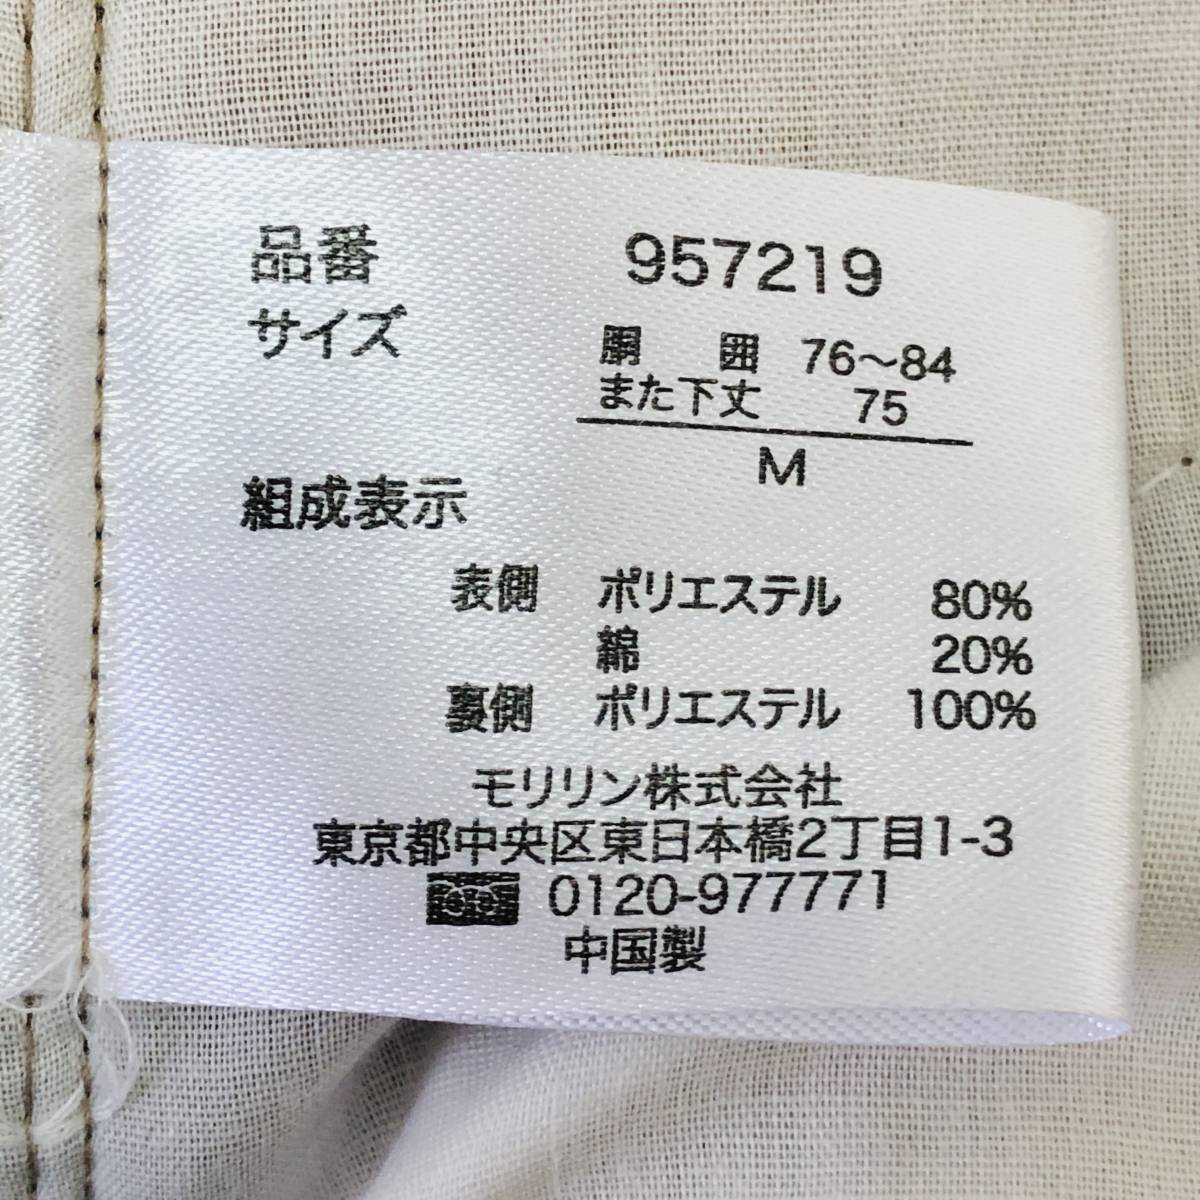 品番 957219
サイズ 胴囲 76～84
また下丈 75
M
組成表示
表側 ポリエステル 80%
綿 20%
裏側 ポリエステル 100%
モリリン株式会社
東京都中央区東日本橋2丁目1-3
0120-977771
中国製